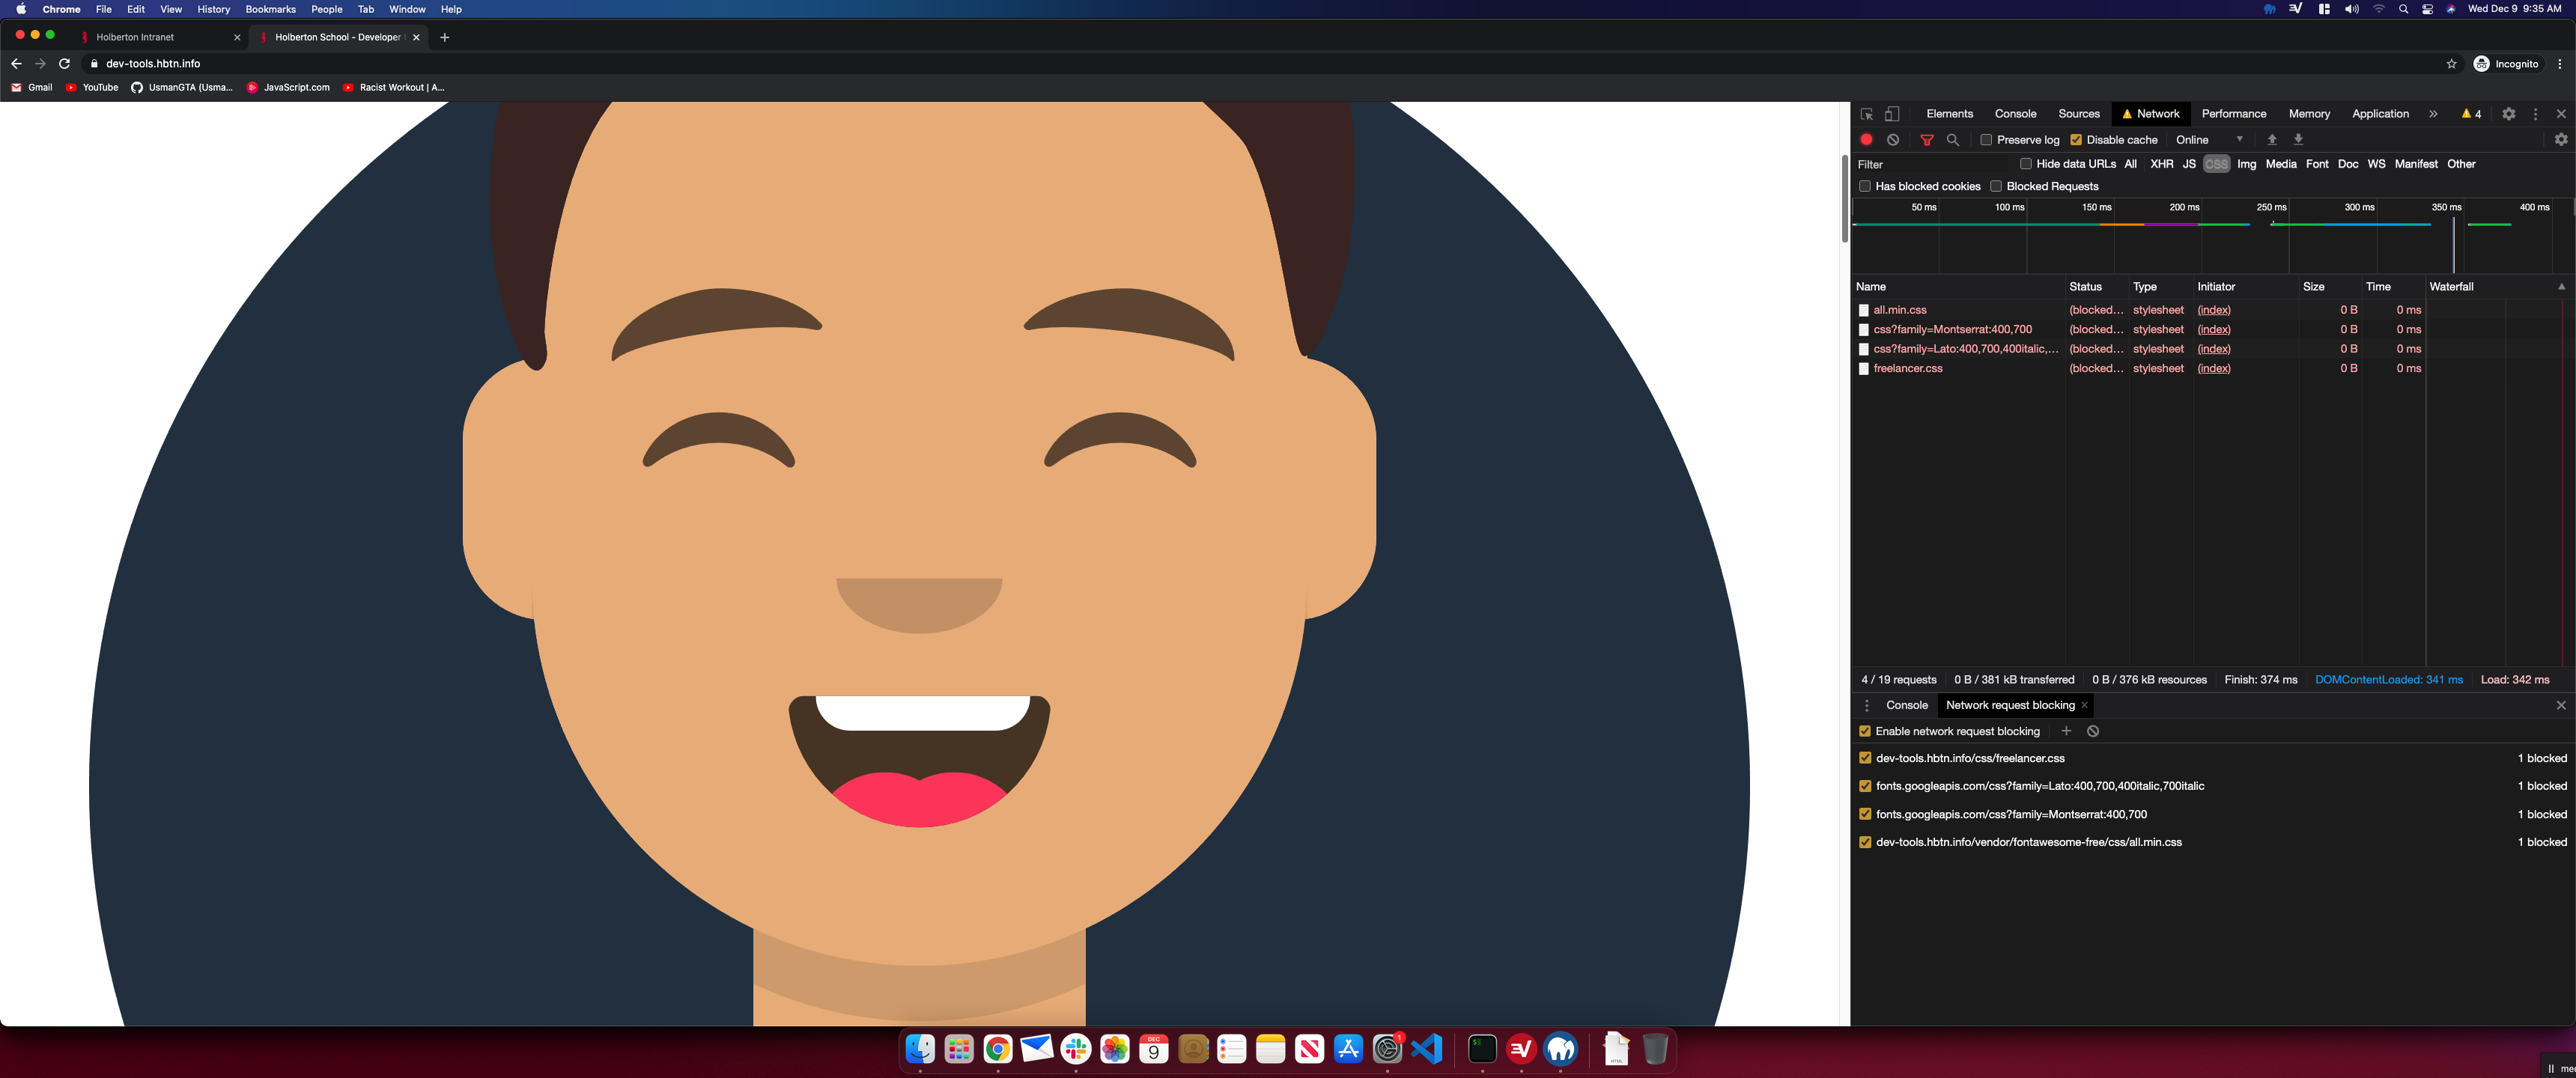 Chrome File Edit View History Bookmarks People Tab Window Help
Wed Dec 9 9:35 AM
Holberton Intranet
Holberton School - Developer
dev-tools.hbtn.info
Incognito
Gmail YouTube UsmanGTA (Usma... JavaScript.com Racist Workout | A...
Elements Console Sources Network Performance Memory Application 4
Preserve log Disable cache Online
Filter Hide data URLs All XHR JS CSS Img Media Font Doc WS Manifest Other
Has blocked cookies Blocked Requests
50 ms 100 ms 150 ms 200 ms 250 ms 300 ms 350 ms 400 ms
Name Status Type Initiator Size Time Waterfall
all.min.css (blocked... stylesheet (index) 0 B 0 ms
css?family=Montserrat:400,700 (blocked... stylesheet (index) 0 B 0 ms
css?family=Lato:400,700,400italic,... (blocked... stylesheet (index) 0 B 0 ms
freelancer.css (blocked... stylesheet (index) 0 B 0 ms
4 / 19 requests 0 B / 381 kB transferred 0 B / 376 kB resources Finish: 374 ms DOMContentLoaded: 341 ms Load: 342 ms
Console Network request blocking
Enable network request blocking
dev-tools.hbtn.info/css/freelancer.css 1 blocked
fonts.googleapis.com/css?family=Lato:400,700,400italic,700italic 1 blocked
fonts.googleapis.com/css?family=Montserrat:400,700 1 blocked
dev-tools.hbtn.info/vendor/fontawesome-free/css/all.min.css 1 blocked
DEC
9
1
HTML
me